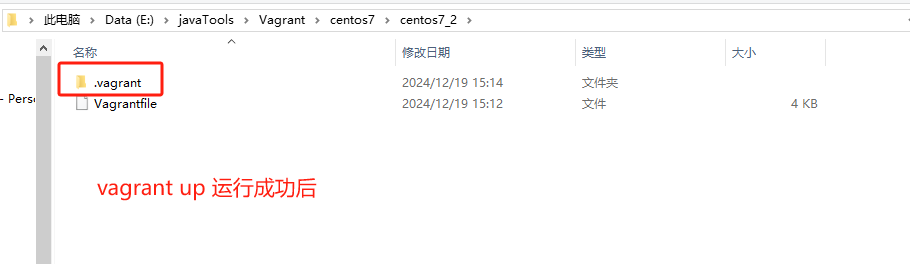 此电脑 > Data (E:) > javaTools > Vagrant > centos7 > centos7_2
名称 修改日期 类型 大小
.vagrant 2024/12/19 15:14 文件夹
- Perso
Vagrantfile 2024/12/19 15:12 文件 4 KB
vagrant up 运行成功后